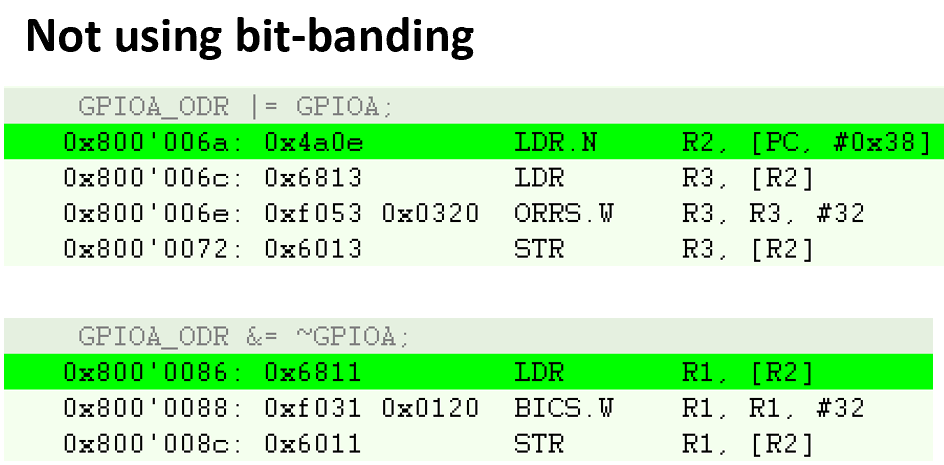 Not using bit-banding
GPIOA_ODR |= GPIOA;
0x800'006a: 0x4a0e LDR.N R2, [PC, #0x38]
0x800'006c: 0x6813 LDR R3, [R2]
0x800'006e: 0xf053 0x0320 ORRS.W R3, R3, #32
0x800'0072: 0x6013 STR R3, [R2]
GPIOA_ODR &= ~GPIOA;
0x800'0086: 0x6811 LDR R1, [R2]
0x800'0088: 0xf031 0x0120 BICS.W R1, R1, #32
0x800'008c: 0x6011 STR R1, [R2]